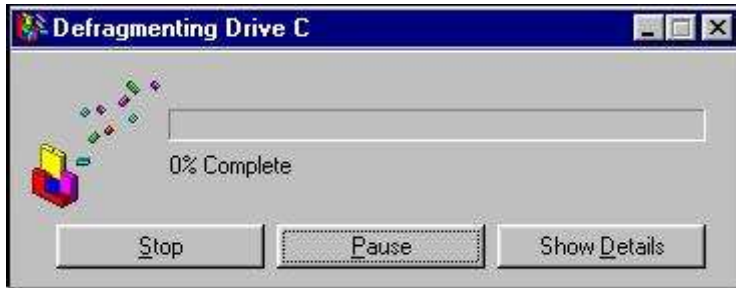 Defragmenting Drive C
0% Complete
Stop
Pause
Show Details